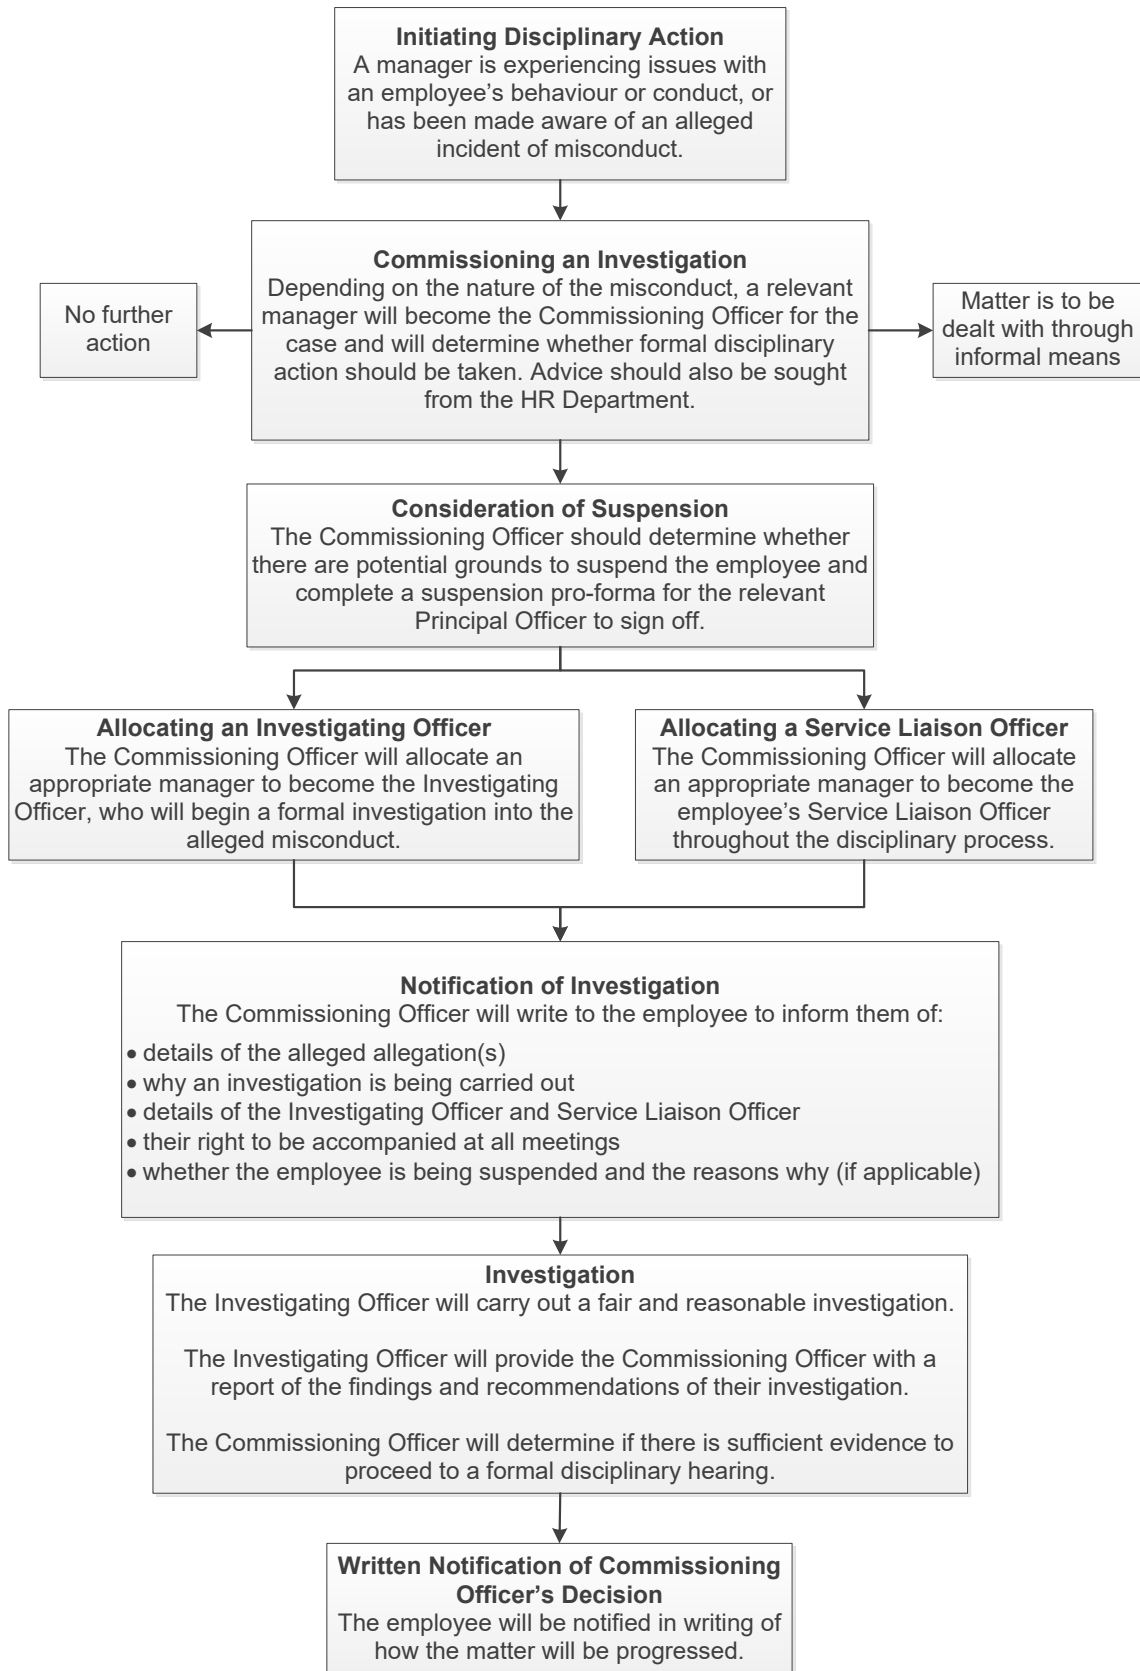 Initiating Disciplinary Action
A manager is experiencing issues with
an employee’s behaviour or conduct, or
has been made aware of an alleged
incident of misconduct.
Commissioning an Investigation
Depending on the nature of the misconduct, a relevant
manager will become the Commissioning Officer for the
case and will determine whether formal disciplinary
action should be taken. Advice should also be sought
from the HR Department.
No further
action
Matter is to be
dealt with through
informal means
Consideration of Suspension
The Commissioning Officer should determine whether
there are potential grounds to suspend the employee and
complete a suspension pro-forma for the relevant
Principal Officer to sign off.
Allocating an Investigating Officer
The Commissioning Officer will allocate an
appropriate manager to become the Investigating
Officer, who will begin a formal investigation into the
alleged misconduct.
Allocating a Service Liaison Officer
The Commissioning Officer will allocate
an appropriate manager to become the
employee’s Service Liaison Officer
throughout the disciplinary process.
Notification of Investigation
The Commissioning Officer will write to the employee to inform them of:
• details of the alleged allegation(s)
• why an investigation is being carried out
• details of the Investigating Officer and Service Liaison Officer
• their right to be accompanied at all meetings
• whether the employee is being suspended and the reasons why (if applicable)
Investigation
The Investigating Officer will carry out a fair and reasonable investigation.
The Investigating Officer will provide the Commissioning Officer with a
report of the findings and recommendations of their investigation.
The Commissioning Officer will determine if there is sufficient evidence to
proceed to a formal disciplinary hearing.
Written Notification of Commissioning
Officer’s Decision
The employee will be notified in writing of
how the matter will be progressed.